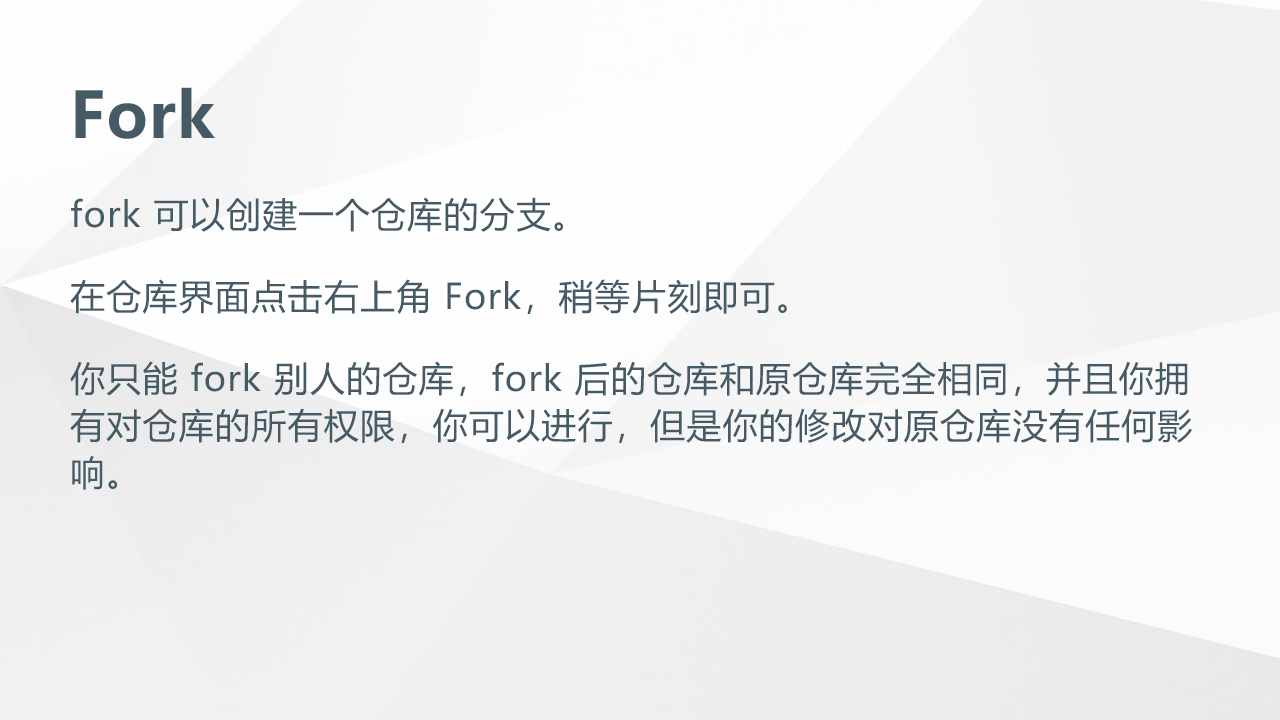 Fork
fork 可以创建一个仓库的分支。
在仓库界面点击右上角 Fork，稍等片刻即可。
你只能 fork 别人的仓库，fork 后的仓库和原仓库完全相同，并且你拥
有对仓库的所有权限，你可以进行，但是你的修改对原仓库没有任何影
响。